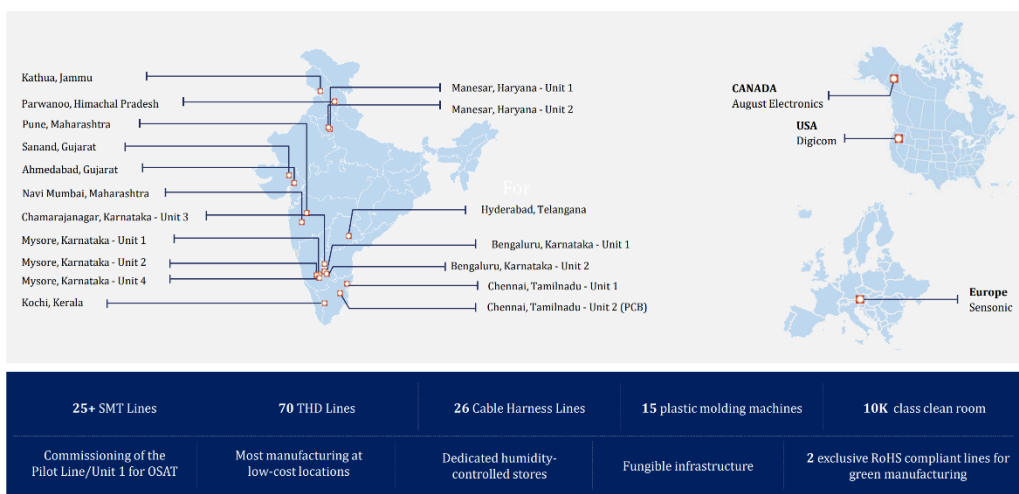 Kathua, Jammu
Parwanoo, Himachal Pradesh
Pune, Maharashtra
Sanand, Gujarat
Ahmedabad, Gujarat
Navi Mumbai, Maharashtra
Chamarajanagar, Karnataka - Unit 3
Mysore, Karnataka - Unit 1
Mysore, Karnataka - Unit 2
Mysore, Karnataka - Unit 4
Kochi, Kerala
Manesar, Haryana - Unit 1
Manesar, Haryana - Unit 2
For
Hyderabad, Telangana
Bengaluru, Karnataka - Unit 1
Bengaluru, Karnataka - Unit 2
Chennai, Tamilnadu - Unit 1
Chennai, Tamilnadu - Unit 2 (PCB)
CANADA
August Electronics
USA
Digicom
Europe
Sensonic
25+ SMT Lines
70 THD Lines
26 Cable Harness Lines
15 plastic molding machines
10K class clean room
Commissioning of the
Pilot Line/Unit 1 for OSAT
Most manufacturing at
low-cost locations
Dedicated humidity-
controlled stores
Fungible infrastructure
2 exclusive RoHS compliant lines for
green manufacturing